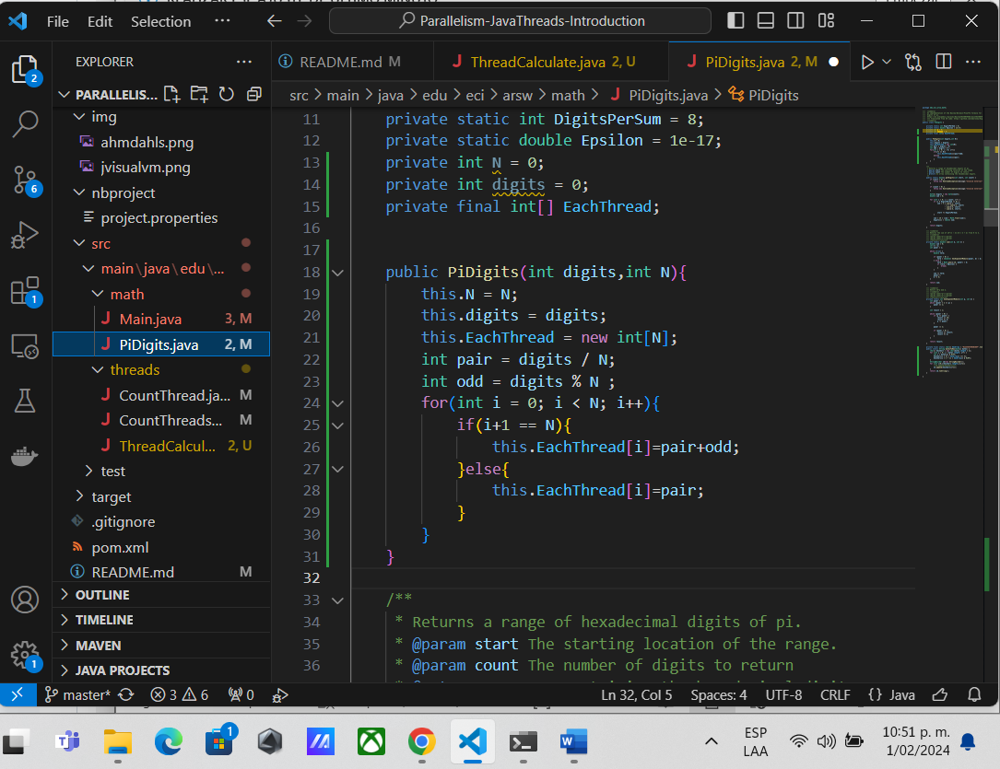 File Edit Selection ··· Parallelism-JavaThreads-Introduction
EXPLORER ···
README.md M ThreadCalculate.java 2, U PiDigits.java 2, M
2
PARALLELIS...
src > main > java > edu > eci > arsw > math > PiDigits.java > PiDigits
img
ahmdahls.png
jvisualvm.png
nbproject
project.properties
src
main\java\edu\...
math
Main.java 3, M
PiDigits.java 2, M
threads
CountThread.ja... M
CountThreads... M
ThreadCalcul... 2, U
test
target
.gitignore
pom.xml
README.md M
OUTLINE
TIMELINE
MAVEN
JAVA PROJECTS
6
1
1
11 private static int DigitsPerSum = 8;
12 private static double Epsilon = 1e-17;
13 private int N = 0;
14 private int digits = 0;
15 private final int[] EachThread;
16
17
18 public PiDigits(int digits,int N){
19 this.N = N;
20 this.digits = digits;
21 this.EachThread = new int[N];
22 int pair = digits / N;
23 int odd = digits % N ;
24 for(int i = 0; i < N; i++){
25 if(i+1 == N){
26 this.EachThread[i]=pair+odd;
27 }else{
28 this.EachThread[i]=pair;
29 }
30 }
31 }
32
33 /**
34 * Returns a range of hexadecimal digits of pi.
35 * @param start The starting location of the range.
36 * @param count The number of digits to return
master* 3 6 0 Ln 32, Col 5 Spaces: 4 UTF-8 CRLF {} Java
1
ESP
LAA
10:51 p. m.
1/02/2024